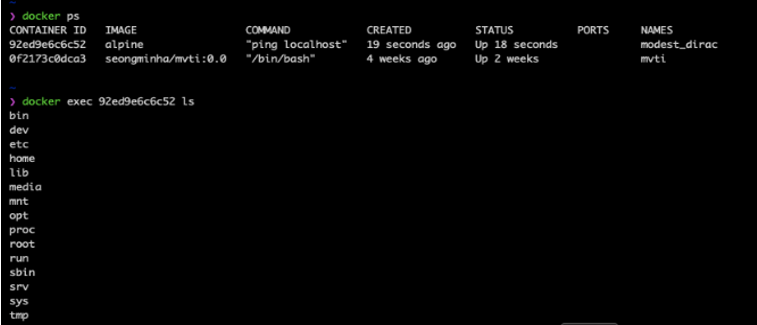 ~
❯ docker ps
CONTAINER ID   IMAGE                 COMMAND            CREATED          STATUS          PORTS     NAMES
92ed9e6c6c52   alpine                "ping localhost"   19 seconds ago   Up 18 seconds             modest_dirac
0f2173c0dca3   seongminha/mvti:0.0   "/bin/bash"        4 weeks ago      Up 2 weeks                mvti
~
❯ docker exec 92ed9e6c6c52 ls
bin
dev
etc
home
lib
media
mnt
opt
proc
root
run
sbin
srv
sys
tmp